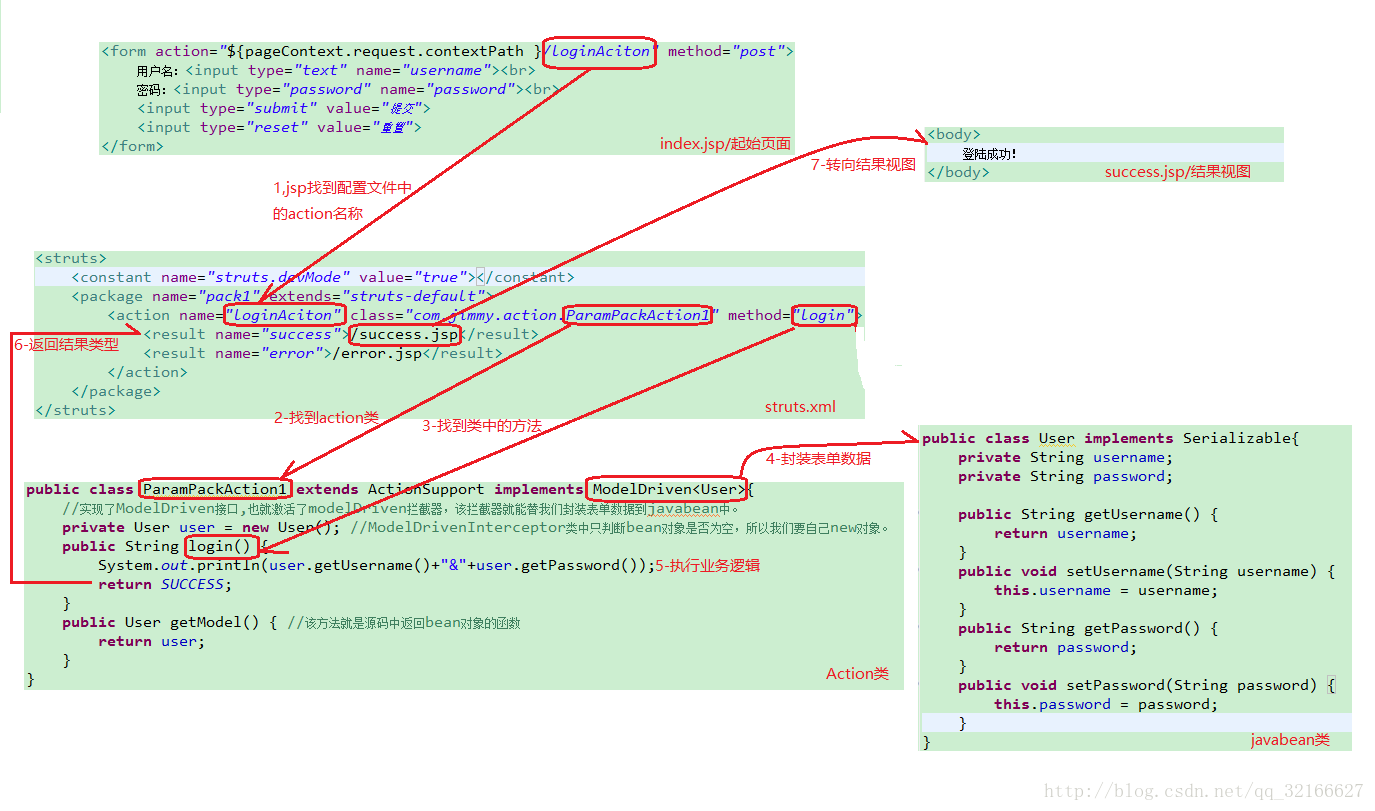 <form action="${pageContext.request.contextPath }/loginAciton" method="post">
用户名：<input type="text" name="username"><br>
密码：<input type="password" name="password"><br>
<input type="submit" value="提交">
<input type="reset" value="重置">
</form>
index.jsp/起始页面
<body>
登陆成功！
</body>
success.jsp/结果视图
7-转向结果视图
1,jsp找到配置文件中
的action名称
<struts>
<constant name="struts.devMode" value="true"></constant>
<package name="pack1" extends="struts-default">
<action name="loginAciton" class="com.jimmy.action.ParamPackAction1" method="login">
<result name="success">/success.jsp</result>
<result name="error">/error.jsp</result>
</action>
</package>
</struts>
struts.xml
6-返回结果类型
2-找到action类
3-找到类中的方法
4-封装表单数据
public class ParamPackAction1 extends ActionSupport implements ModelDriven<User>{
//实现了ModelDriven接口,也就激活了modelDriven拦截器，该拦截器就能替我们封装表单数据到javabean中。
private User user = new User(); //ModelDrivenInterceptor类中只判断bean对象是否为空，所以我们要自己new对象。
public String login() {
System.out.println(user.getUsername()+"&"+user.getPassword());5-执行业务逻辑
return SUCCESS;
}
public User getModel() { //该方法就是源码中返回bean对象的函数
return user;
}
}
Action类
public class User implements Serializable{
private String username;
private String password;
public String getUsername() {
return username;
}
public void setUsername(String username) {
this.username = username;
}
public String getPassword() {
return password;
}
public void setPassword(String password) {
this.password = password;
}
}
javabean类
http://blog.csdn.net/qq_32166627